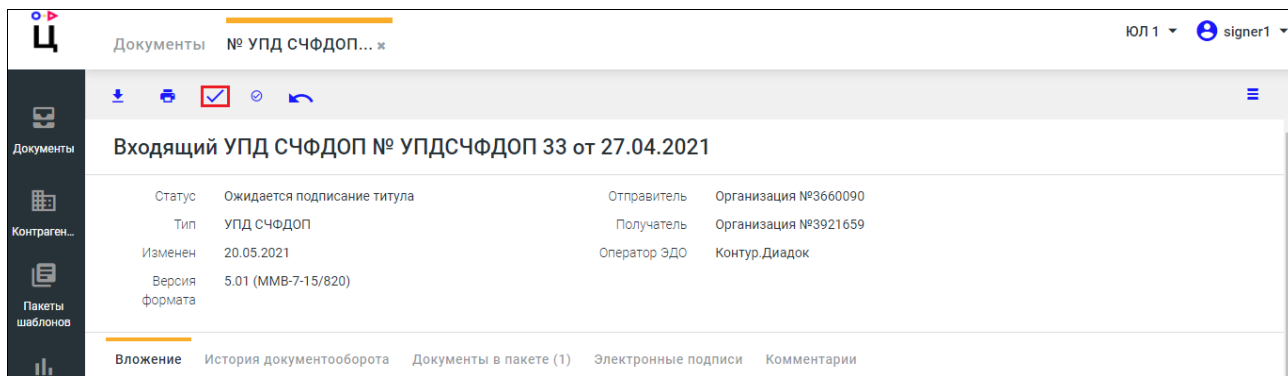 Ц
Документы № УПД СЧФДОП... × ЮЛ 1 signer1
Документы
Контраген...
Пакеты
шаблонов
Входящий УПД СЧФДОП № УПДСЧФДОП 33 от 27.04.2021
Статус Ожидается подписание титула Отправитель Организация №3660090
Тип УПД СЧФДОП Получатель Организация №3921659
Изменен 20.05.2021 Оператор ЭДО Контур.Диадок
Версия формата 5.01 (ММВ-7-15/820)
Вложение История документооборота Документы в пакете (1) Электронные подписи Комментарии